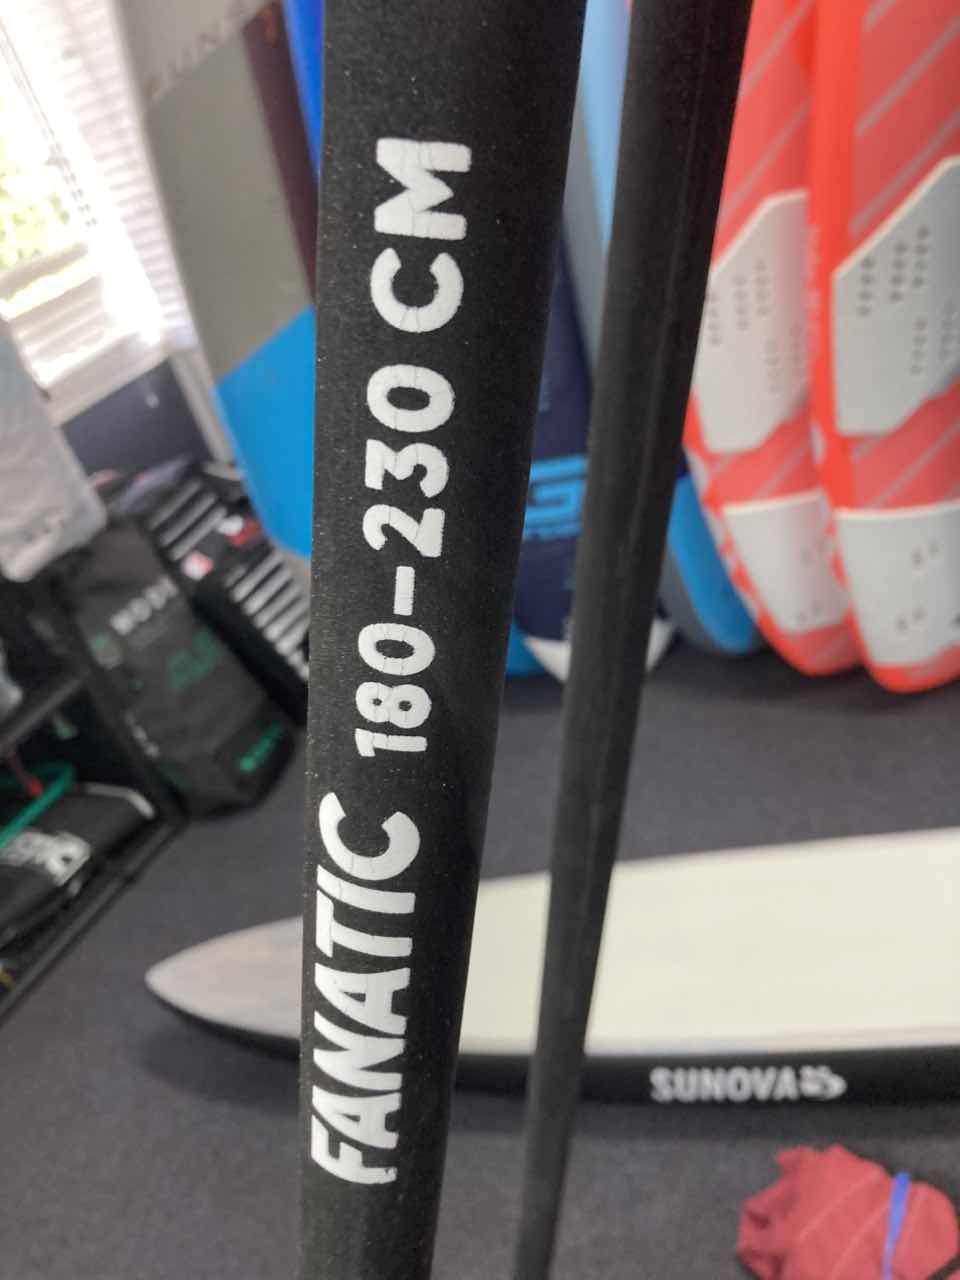 FANATIC 180-230 CM
SUNOVA